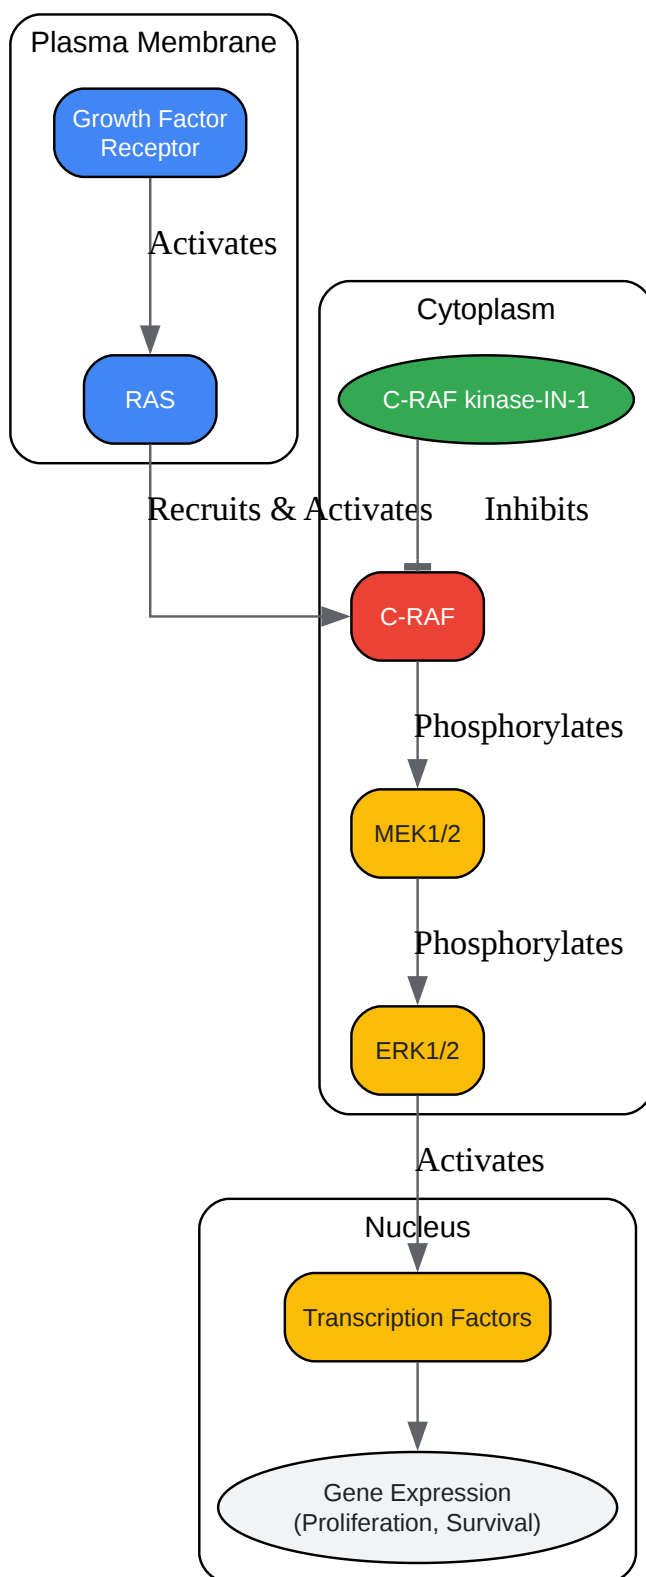 Plasma Membrane
Growth Factor
Receptor
Activates
RAS
Cytoplasm
C-RAF kinase-IN-1
Recruits & Activates
Inhibits
C-RAF
Phosphorylates
MEK1/2
Phosphorylates
ERK1/2
Activates
Nucleus
Transcription Factors
Gene Expression
(Proliferation, Survival)